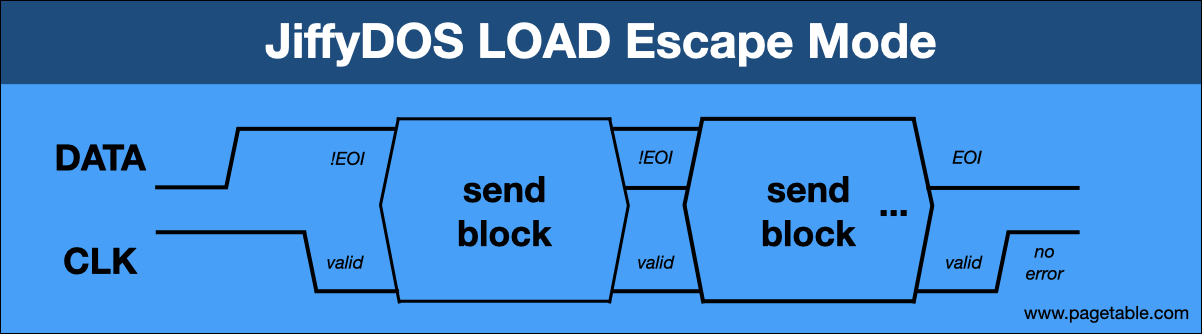 JiffyDOS LOAD Escape Mode
DATA
!EOI
send
block
!EOI
send
block
...
EOI
CLK
valid
valid
valid
no
error
www.pagetable.com